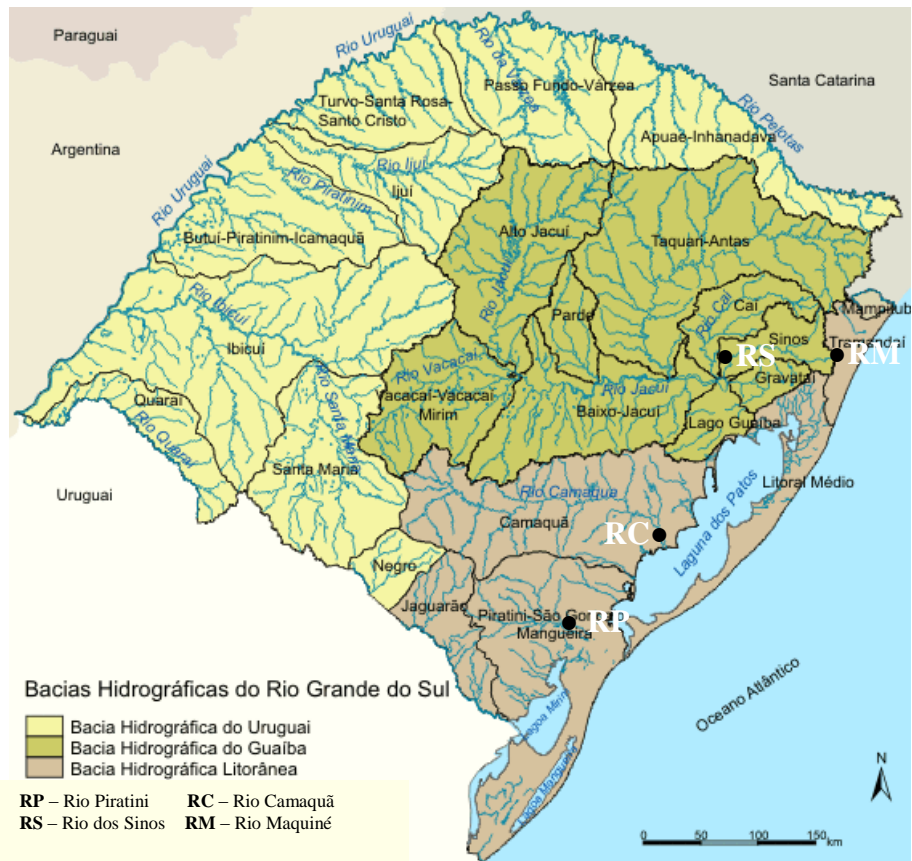 Paraguai
Rio Uruguai
Santa Catarina
Rio da Várzea
Passo Fundo-Várzea
Turvo-Santa Rosa-
Santo Cristo
Rio Pelotas
Apuaê-Inhandava
Argentina
Rio Ijuí
Ijuí
Rio Uruguai
Rio Piratinim
Butuí-Piratinim-Icamaquã
Alto Jacuí
Rio Jacuí
Taquari-Antas
Rio Ibicuí
Ibicuí
Pardo
Caí
Rio Caí
Mampitub
Sinos
Tramandaí
RS
RM
Gravataí
Rio Vacacaí
Vacacaí-Vacacaí
Mirim
Rio Jacuí
Baixo-Jacuí
Lago Guaíba
Quaraí
Rio Quaraí
Rio Santa Maria
Santa Maria
Uruguai
Litoral Médio
Rio Camaquã
Camaquã
RC
Laguna dos Patos
Negro
Jaguarão
Piratini-São Gonçalo
Mangueira
RP
Oceano Atlântico
Lagoa Mirim
Lagoa Mangueira
Bacias Hidrográficas do Rio Grande do Sul
Bacia Hidrográfica do Uruguai
Bacia Hidrográfica do Guaíba
Bacia Hidrográfica Litorânea
RP – Rio Piratini RC – Rio Camaquã
RS – Rio dos Sinos RM – Rio Maquiné
N
0 50 100 150 km